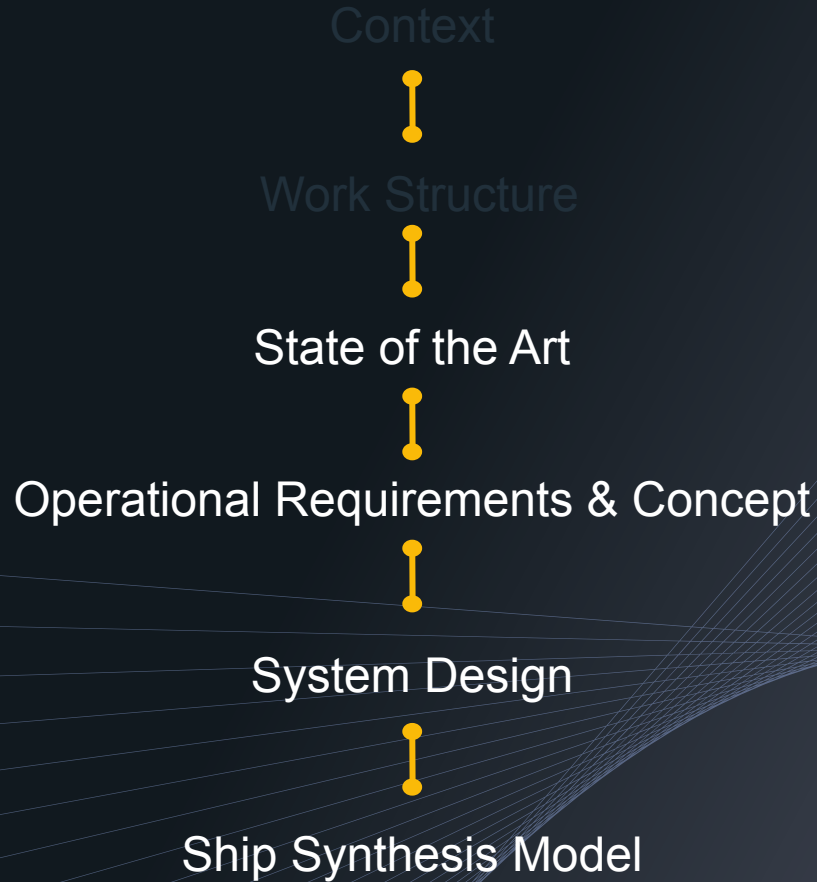 Context
Work Structure
State of the Art
Operational Requirements & Concept
System Design
Ship Synthesis Model